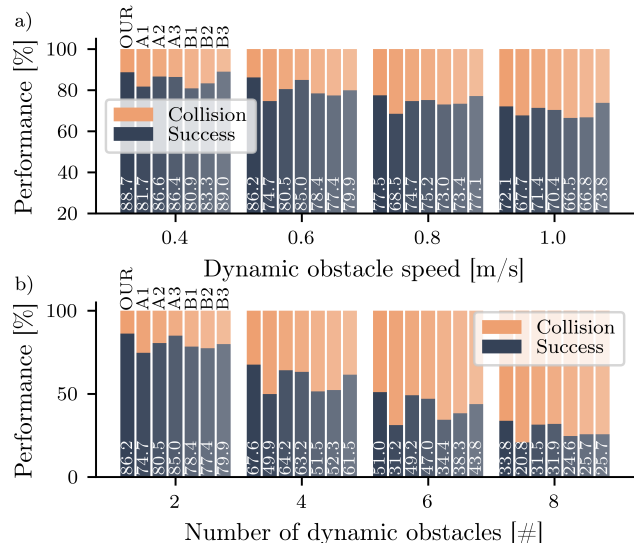 a)
OUR A1 A2 A3 B1 B2 B3
Performance [%]
100
80
60
40
20
Collision
Success
88.7 81.7 86.6 86.4 80.9 83.3 89.0 86.2 74.7 80.5 85.0 78.4 77.4 79.9 77.5 68.5 74.7 75.2 73.0 73.4 77.1 72.1 67.7 71.4 70.4 66.5 66.8 73.8
0.4 0.6 0.8 1.0
Dynamic obstacle speed [m/s]
b)
OUR A1 A2 A3 B1 B2 B3
Performance [%]
100
50
0
Collision
Success
86.2 74.7 80.5 85.0 78.4 77.4 79.9 67.6 49.9 64.2 63.2 51.5 52.3 61.5 51.0 31.2 49.2 47.0 34.4 38.3 43.8 33.8 20.8 31.5 31.9 24.6 25.7 25.7
2 4 6 8
Number of dynamic obstacles [#]